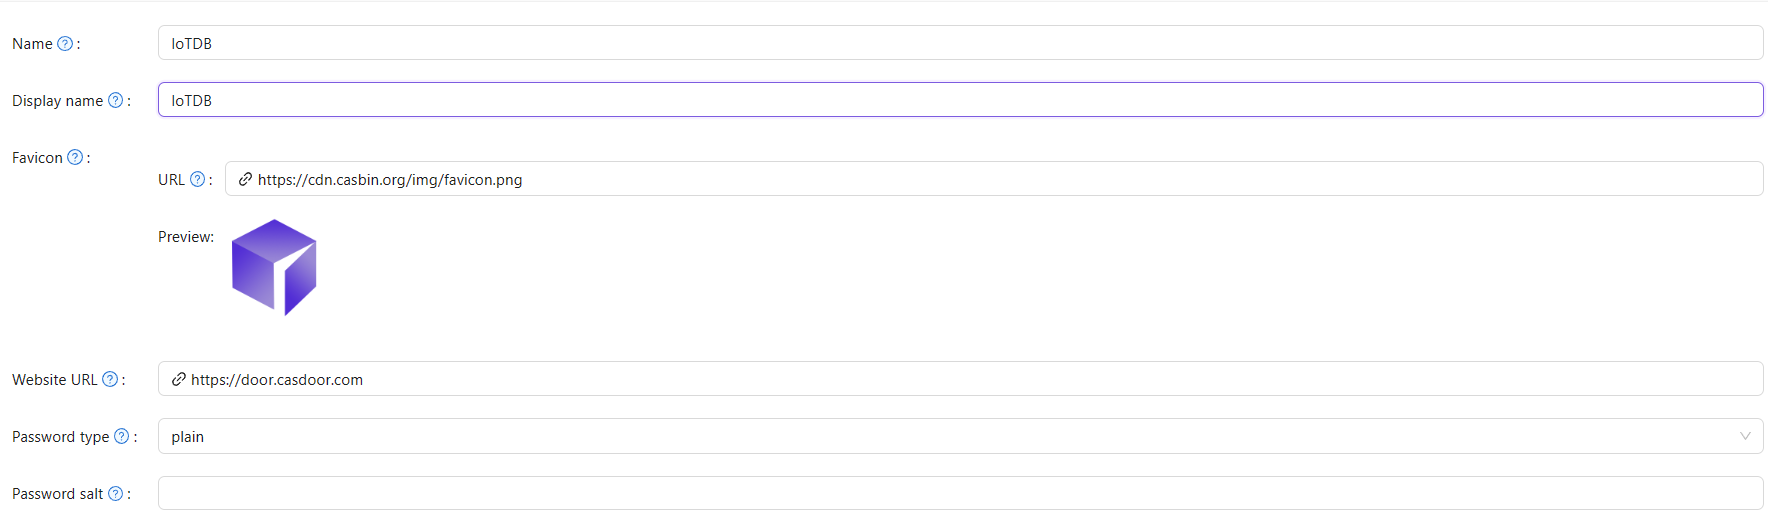 Name ? : IoTDB
Display name ? : IoTDB
Favicon ? :
URL ? : https://cdn.casbin.org/img/favicon.png
Preview:
Website URL ? : https://door.casdoor.com
Password type ? : plain
Password salt ? :